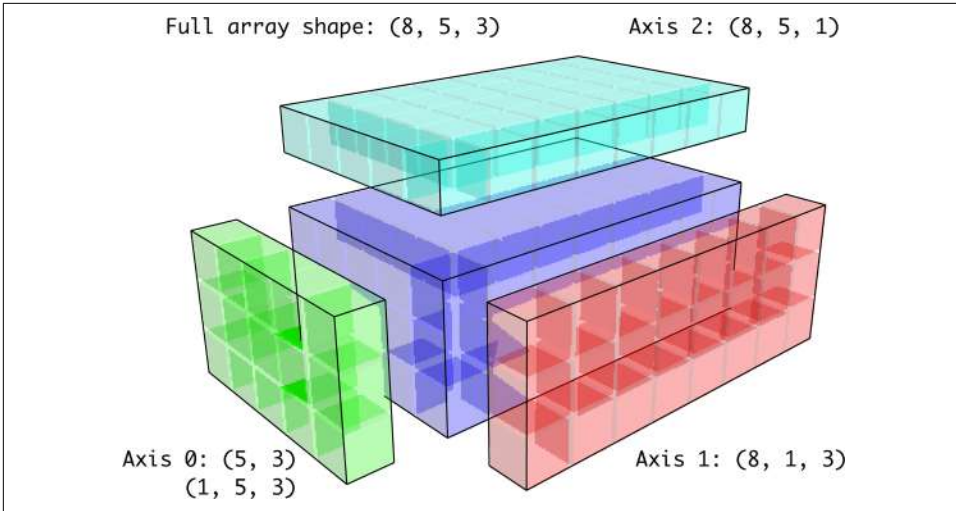 Full array shape: (8, 5, 3)
Axis 2: (8, 5, 1)
Axis 0: (5, 3)
(1, 5, 3)
Axis 1: (8, 1, 3)